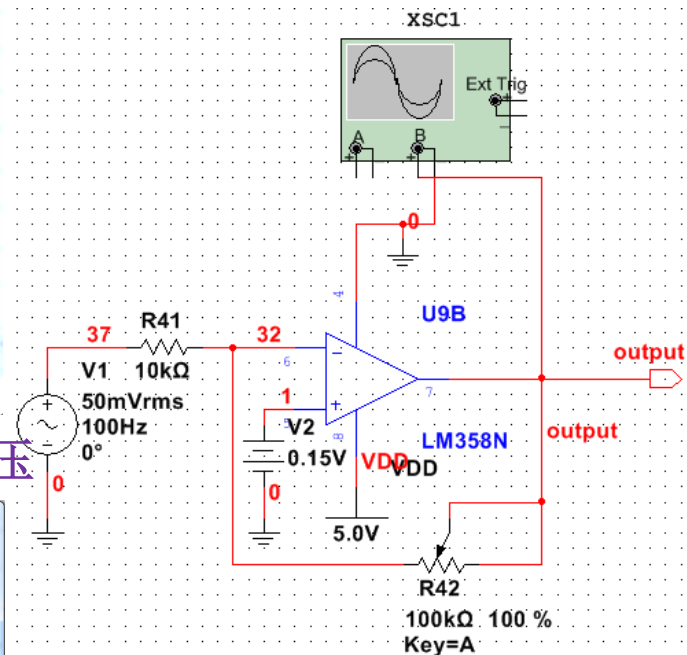 XSC1
Ext Trig
+
A
B
+
+
0
4
U9B
R41
37
32
6
V1
10kΩ
output
7
50mVrms
100Hz
0°
1
V2
0.15V
8
LM358N
output
VDD
VDD
压
0
0
5.0V
R42
100kΩ 100 %
Key=A